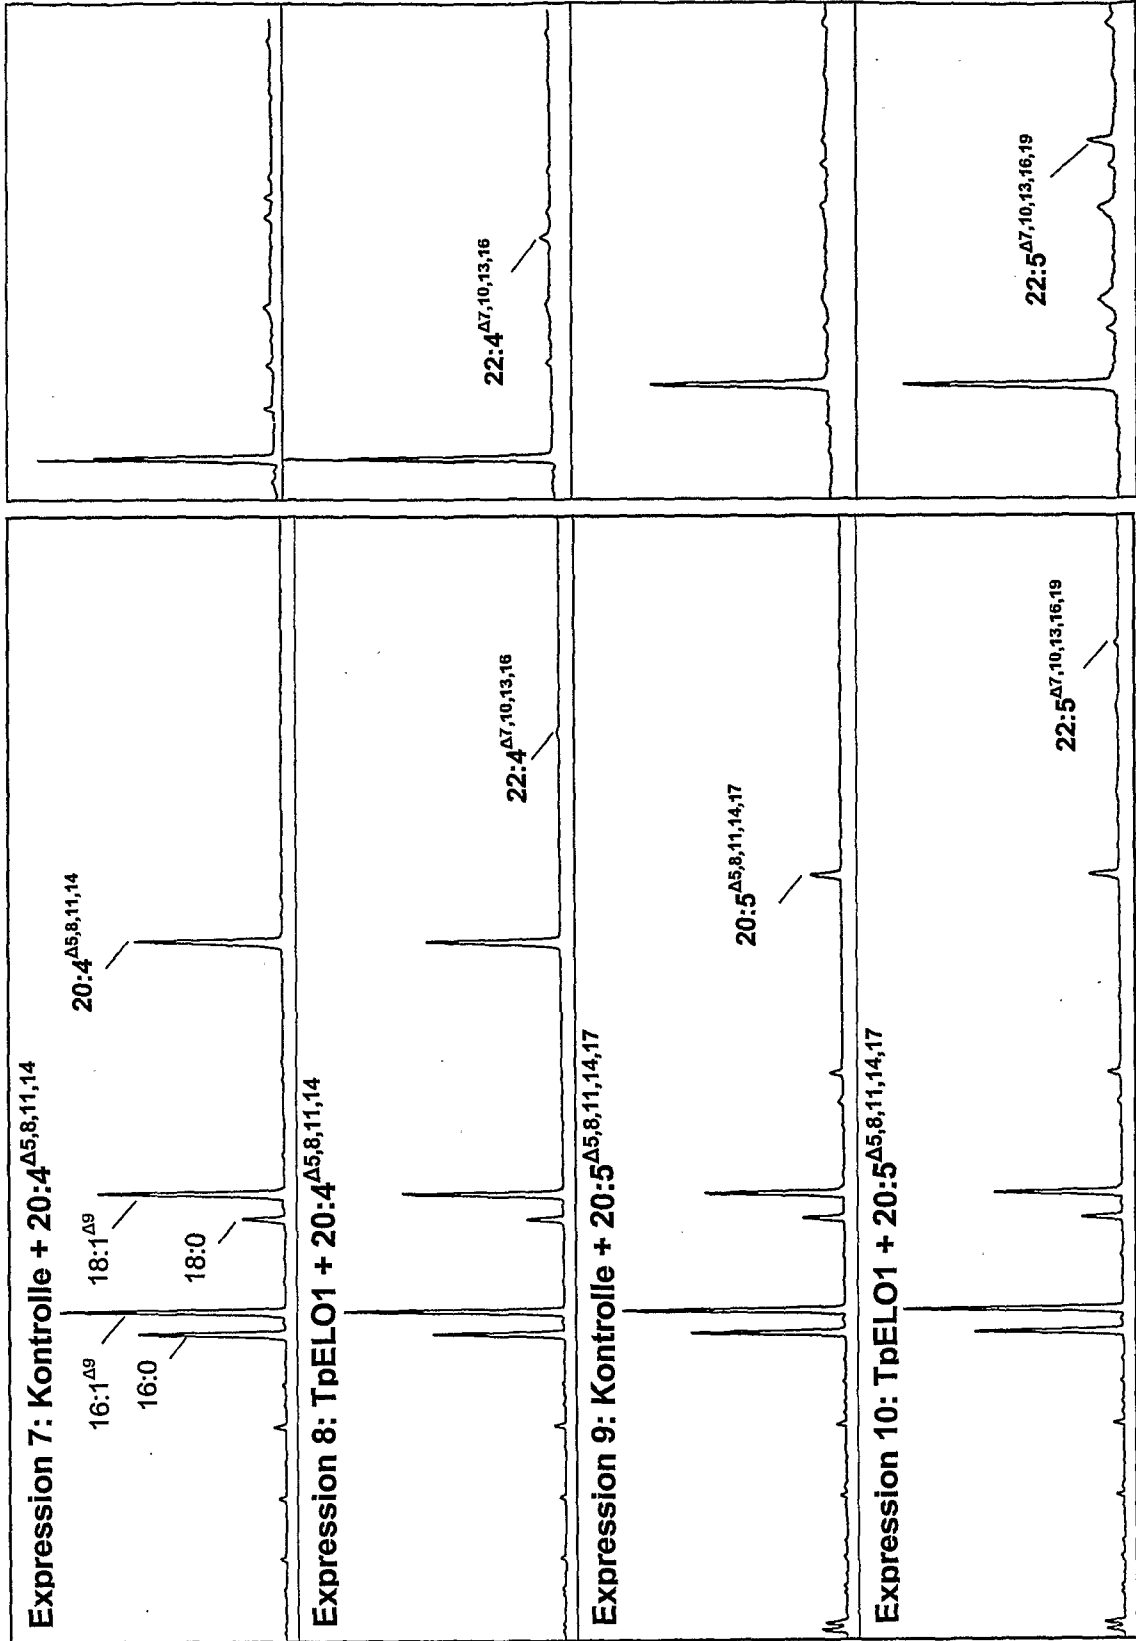 Expression 7: Kontrolle + 20:4Δ5,8,11,14
16:1Δ9
16:0
18:1Δ9
18:0
20:4Δ5,8,11,14
Expression 8: TpELO1 + 20:4Δ5,8,11,14
22:4Δ7,10,13,16
22:4Δ7,10,13,16
Expression 9: Kontrolle + 20:5Δ5,8,11,14,17
20:5Δ5,8,11,14,17
Expression 10: TpELO1 + 20:5Δ5,8,11,14,17
22:5Δ7,10,13,16,19
22:5Δ7,10,13,16,19